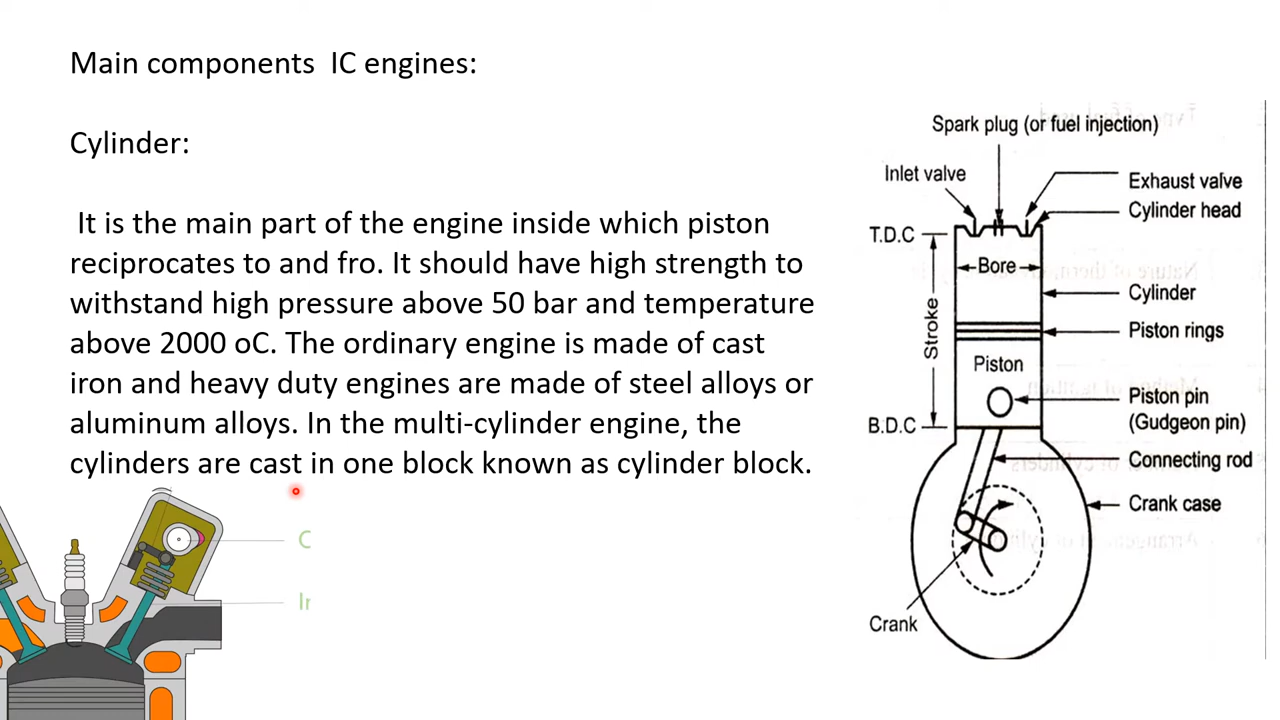 Main components  IC engines:
Cylinder:
It is the main part of the engine inside which piston
reciprocates to and fro. It should have high strength to
withstand high pressure above 50 bar and temperature
above 2000 oC. The ordinary engine is made of cast
iron and heavy duty engines are made of steel alloys or
aluminum alloys. In the multi-cylinder engine, the
cylinders are cast in one block known as cylinder block.
Spark plug (or fuel injection)
Inlet valve
Exhaust valve
Cylinder head
T.D.C
Bore
Cylinder
Stroke
Piston rings
Piston
Piston pin
(Gudgeon pin)
B.D.C
Connecting rod
Crank case
Crank